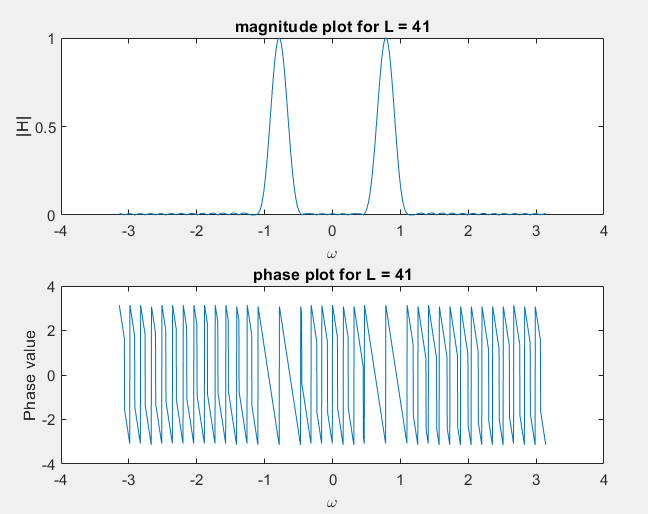 magnitude plot for L = 41
1
0.5
0
|H|
-4 -3 -2 -1 0 1 2 3 4
ω
phase plot for L = 41
4
2
0
-2
-4
Phase value
-4 -3 -2 -1 0 1 2 3 4
ω